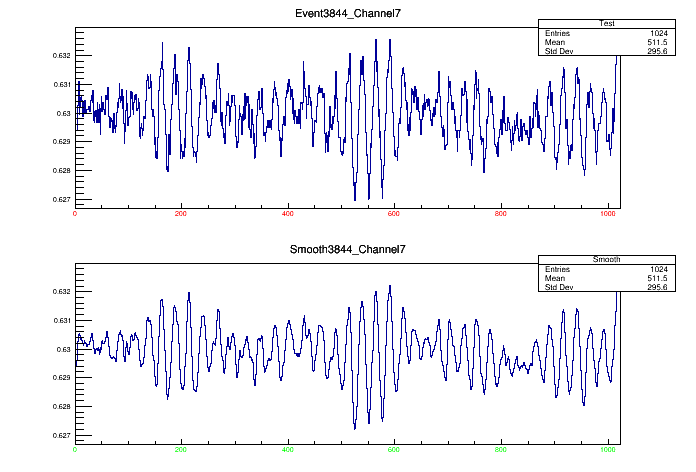 Event3844_Channel7
Test
Entries 1024
Mean 511.5
Std Dev 295.6
0.632
0.631
0.63
0.629
0.628
0.627
0 200 400 600 800 1000
Smooth3844_Channel7
Smooth
Entries 1024
Mean 511.5
Std Dev 295.6
0.632
0.631
0.63
0.629
0.628
0.627
0 200 400 600 800 1000